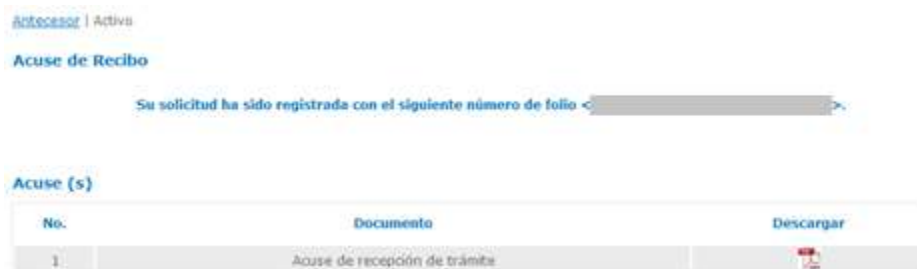 Antecesor | Activo
Acuse de Recibo
Su solicitud ha sido registrada con el siguiente número de folio < >.
Acuse (s)
No. Documento Descargar
1 Acuse de recepción de trámite